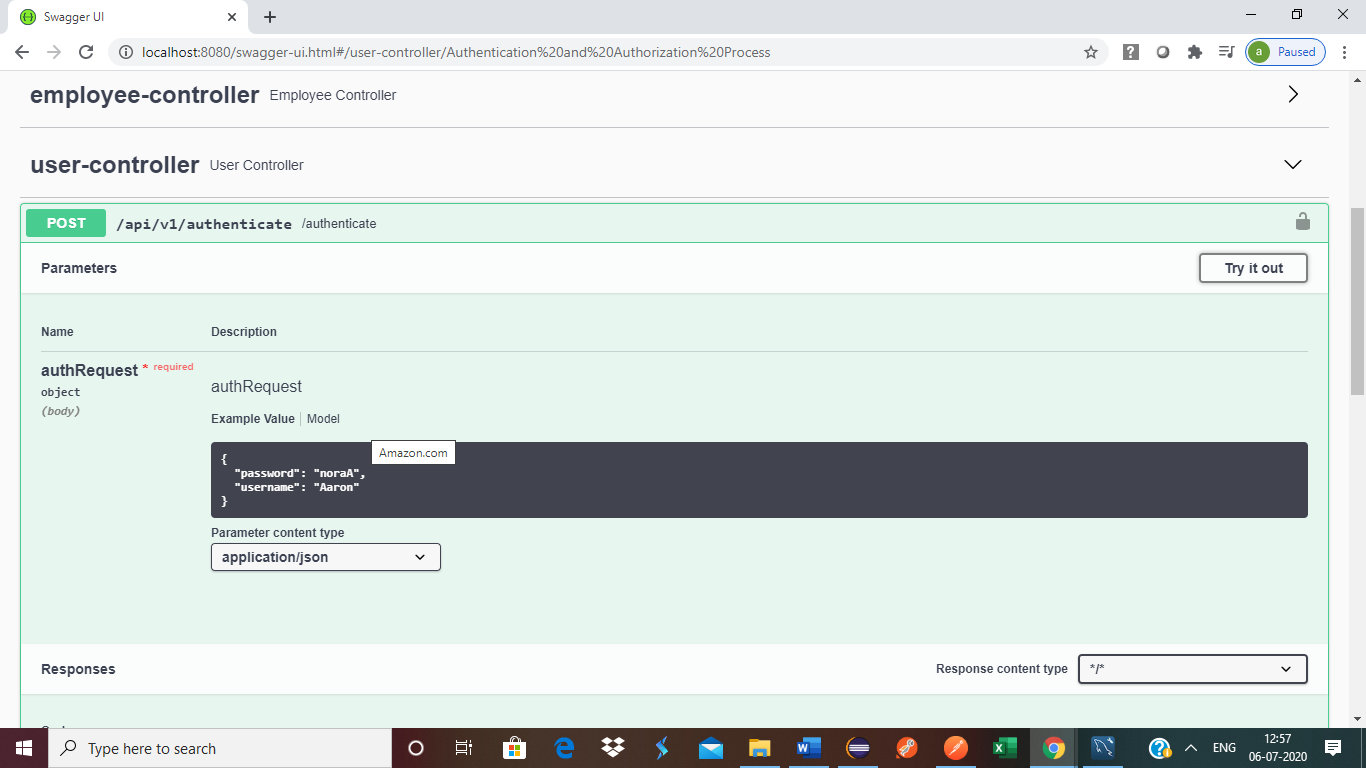 Swagger UI
localhost:8080/swagger-ui.html#/user-controller/Authentication%20and%20Authorization%20Process
a Paused
employee-controller Employee Controller
user-controller User Controller
POST /api/v1/authenticate /authenticate
Parameters
Try it out
Name Description
authRequest * required
object
(body)
authRequest
Example Value Model
Amazon.com
{
"password": "noraA",
"username": "Aaron"
}
Parameter content type
application/json
Responses
Response content type
*/*
Type here to search
ENG
12:57
06-07-2020